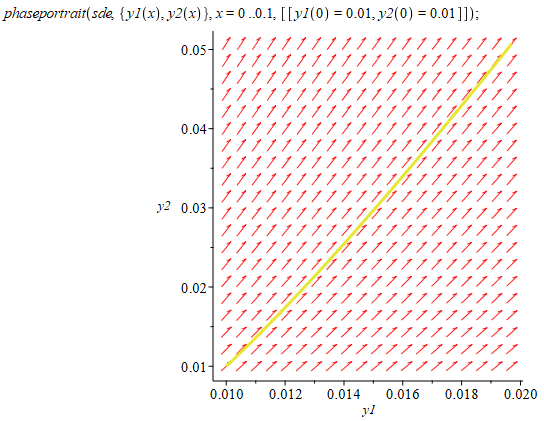 phaseportrait(sde, {y1(x), y2(x)}, x = 0 ..0.1, [[y1(0) = 0.01, y2(0) = 0.01]]);
0.05
0.04
y2 0.03
0.02
0.01
0.010 0.012 0.014 0.016 0.018 0.020
y1